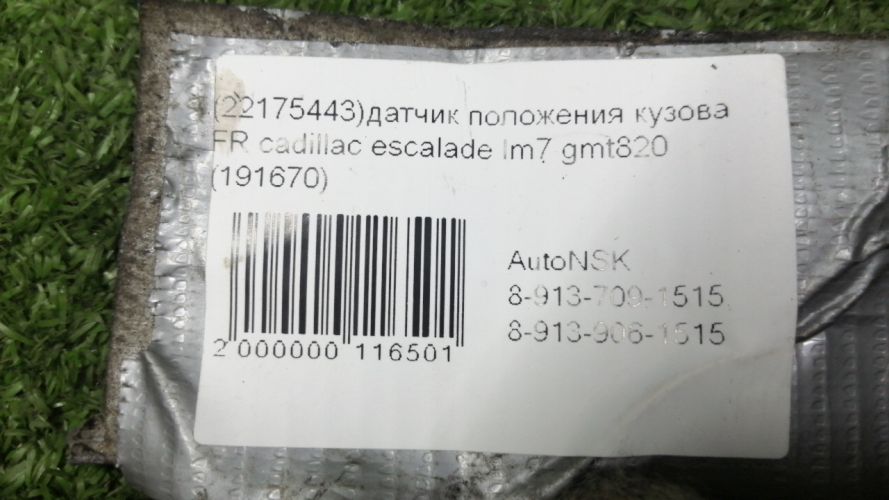 (22175443)датчик положения кузова
FR cadillac escalade lm7 gmt820
(191670)
AutoNSK
8-913-709-1515
8-913-906-1515
2 000000 116501